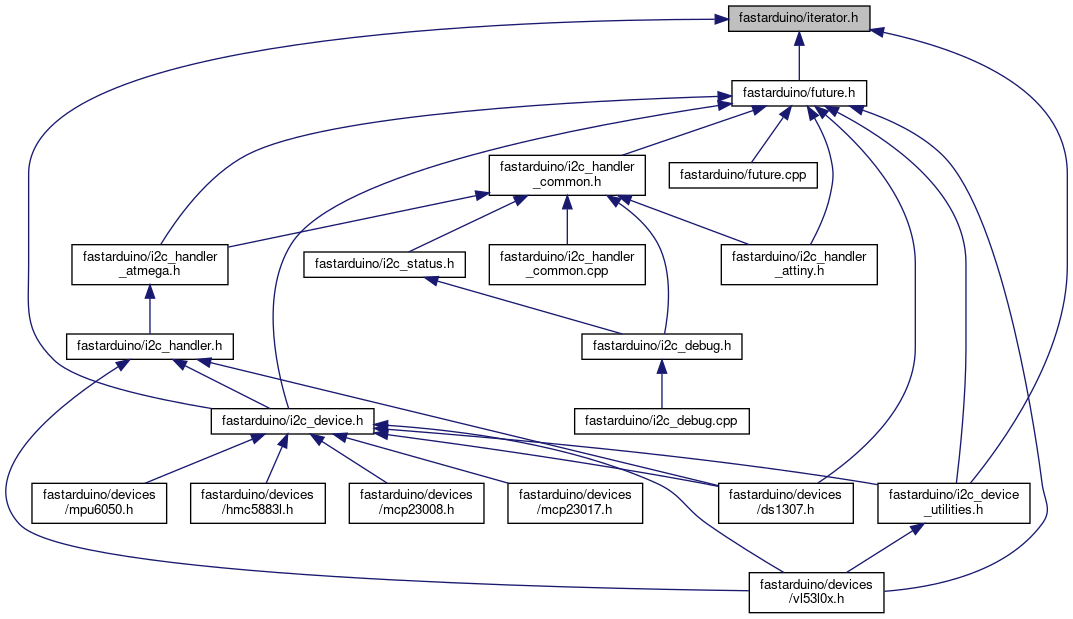 fastarduino/iterator.h
fastarduino/future.h
fastarduino/i2c_handler
_common.h
fastarduino/future.cpp
fastarduino/i2c_handler
_atmega.h
fastarduino/i2c_status.h
fastarduino/i2c_handler
_common.cpp
fastarduino/i2c_handler
_attiny.h
fastarduino/i2c_handler.h
fastarduino/i2c_debug.h
fastarduino/i2c_device.h
fastarduino/i2c_debug.cpp
fastarduino/devices
/mpu6050.h
fastarduino/devices
/hmc5883l.h
fastarduino/devices
/mcp23008.h
fastarduino/devices
/mcp23017.h
fastarduino/devices
/ds1307.h
fastarduino/i2c_device
_utilities.h
fastarduino/devices
/vl53l0x.h